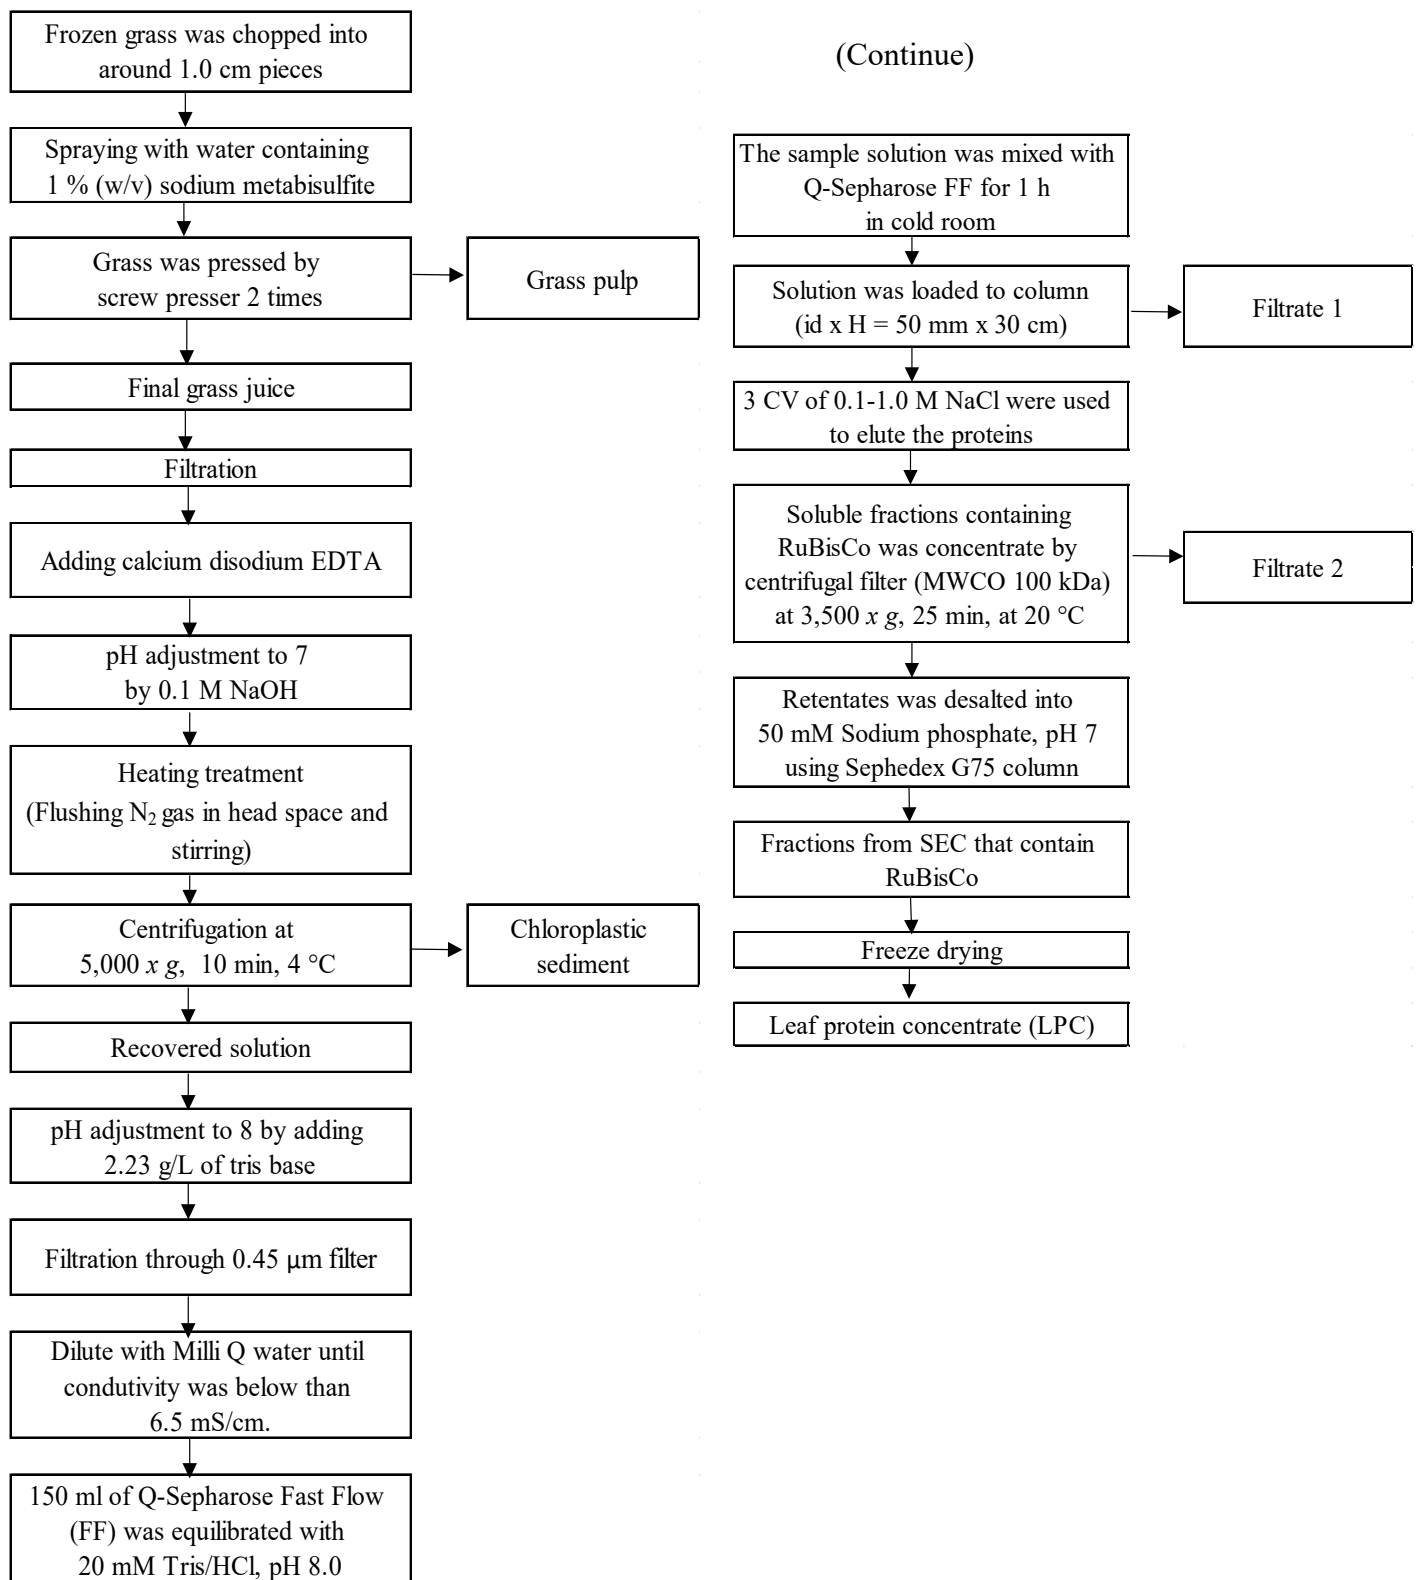 Frozen grass was chopped into
around 1.0 cm pieces
Spraying with water containing
1 % (w/v) sodium metabisulfite
Grass was pressed by
screw presser 2 times
Grass pulp
Final grass juice
Filtration
Adding calcium disodium EDTA
pH adjustment to 7
by 0.1 M NaOH
Heating treatment
(Flushing N₂ gas in head space and
stirring)
Centrifugation at
5,000 x g, 10 min, 4 °C
Chloroplastic
sediment
Recovered solution
pH adjustment to 8 by adding
2.23 g/L of tris base
Filtration through 0.45 μm filter
Dilute with Milli Q water until
condutivity was below than
6.5 mS/cm.
150 ml of Q-Sepharose Fast Flow
(FF) was equilibrated with
20 mM Tris/HCl, pH 8.0
(Continue)
The sample solution was mixed with
Q-Sepharose FF for 1 h
in cold room
Solution was loaded to column
(id x H = 50 mm x 30 cm)
Filtrate 1
3 CV of 0.1-1.0 M NaCl were used
to elute the proteins
Soluble fractions containing
RuBisCo was concentrate by
centrifugal filter (MWCO 100 kDa)
at 3,500 x g, 25 min, at 20 °C
Filtrate 2
Retentates was desalted into
50 mM Sodium phosphate, pH 7
using Sephedex G75 column
Fractions from SEC that contain
RuBisCo
Freeze drying
Leaf protein concentrate (LPC)